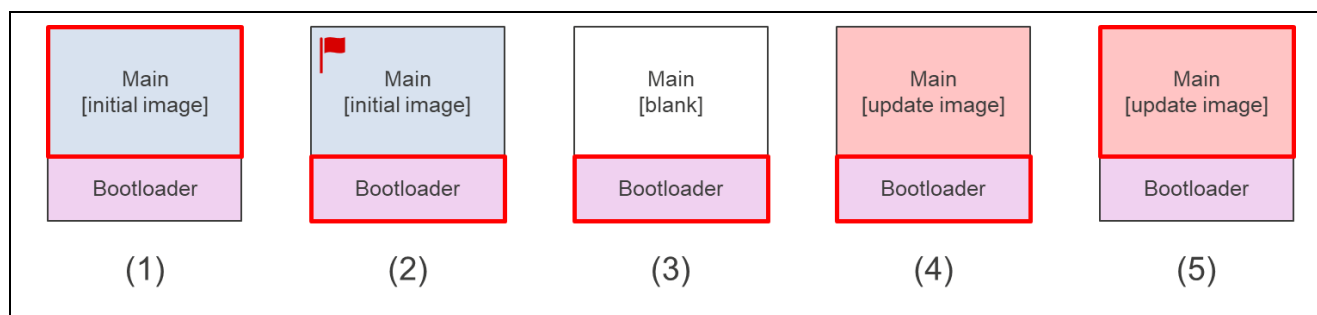 Main
[initial image]
Bootloader
(1)
Main
[initial image]
Bootloader
(2)
Main
[blank]
Bootloader
(3)
Main
[update image]
Bootloader
(4)
Main
[update image]
Bootloader
(5)